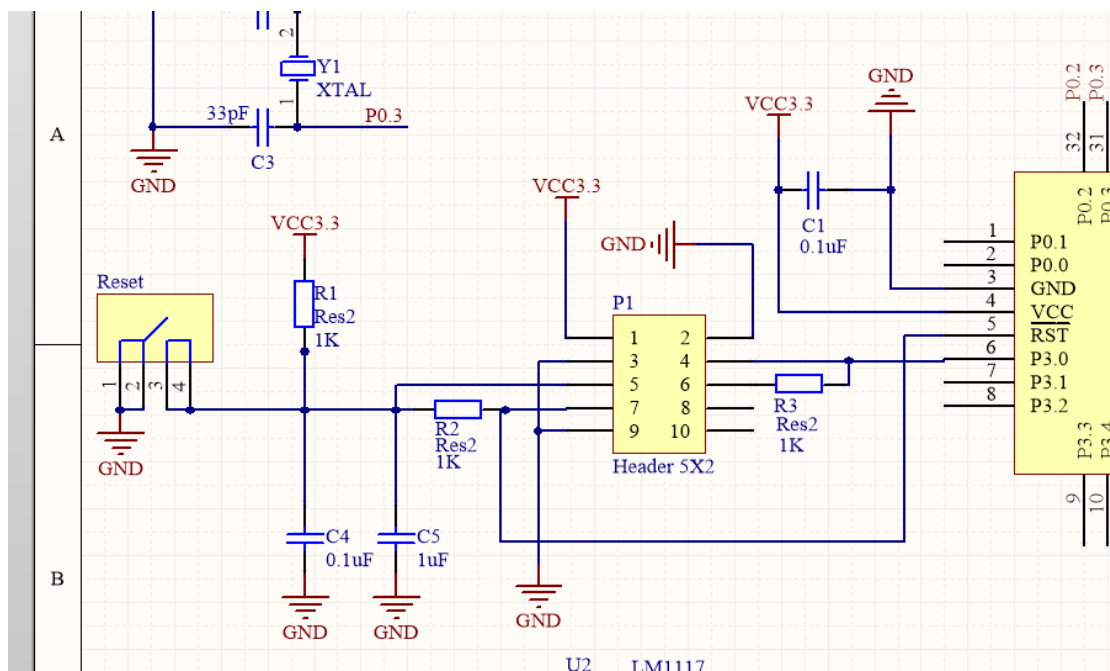 A
B
2
Y1
XTAL
1
33pF
P0.3
C3
GND
VCC3.3
R1
Res2
1K
Reset
1
2
3
4
GND
C4
0.1uF
GND
C5
1uF
GND
R2
Res2
1K
VCC3.3
GND
P1
1
2
3
4
5
6
7
8
9
10
Header 5X2
R3
Res2
1K
GND
VCC3.3
GND
C1
0.1uF
P0.2
P0.3
32
31
P0.2
P0.3
1
P0.1
2
P0.0
3
GND
4
VCC
5
RST
6
P3.0
7
P3.1
8
P3.2
P3.3
P3.4
9
10
U2
LM1117